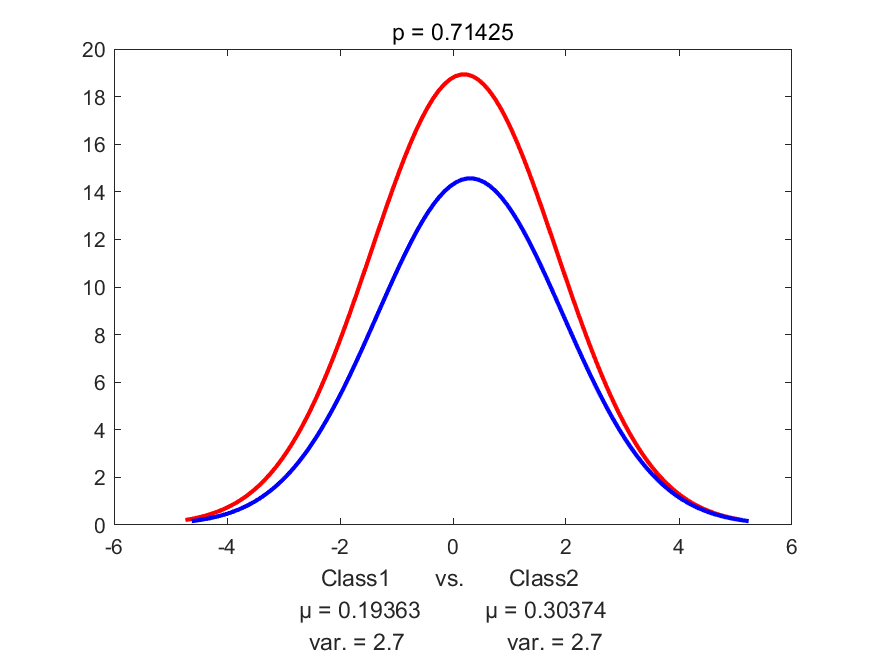 p = 0.71425
20
18
16
14
12
10
8
6
4
2
0
-6 -4 -2 0 2 4 6
Class1 vs. Class2
μ = 0.19363 μ = 0.30374
var. = 2.7 var. = 2.7